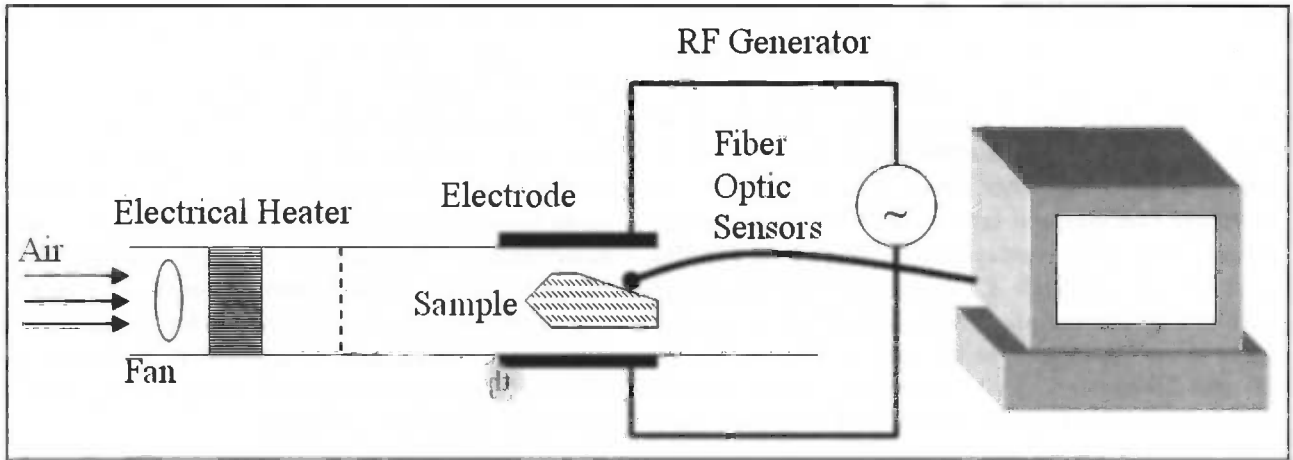 RF Generator
Fiber
Optic
Sensors
Electrode
Electrical Heater
Air
Sample
Fan
~